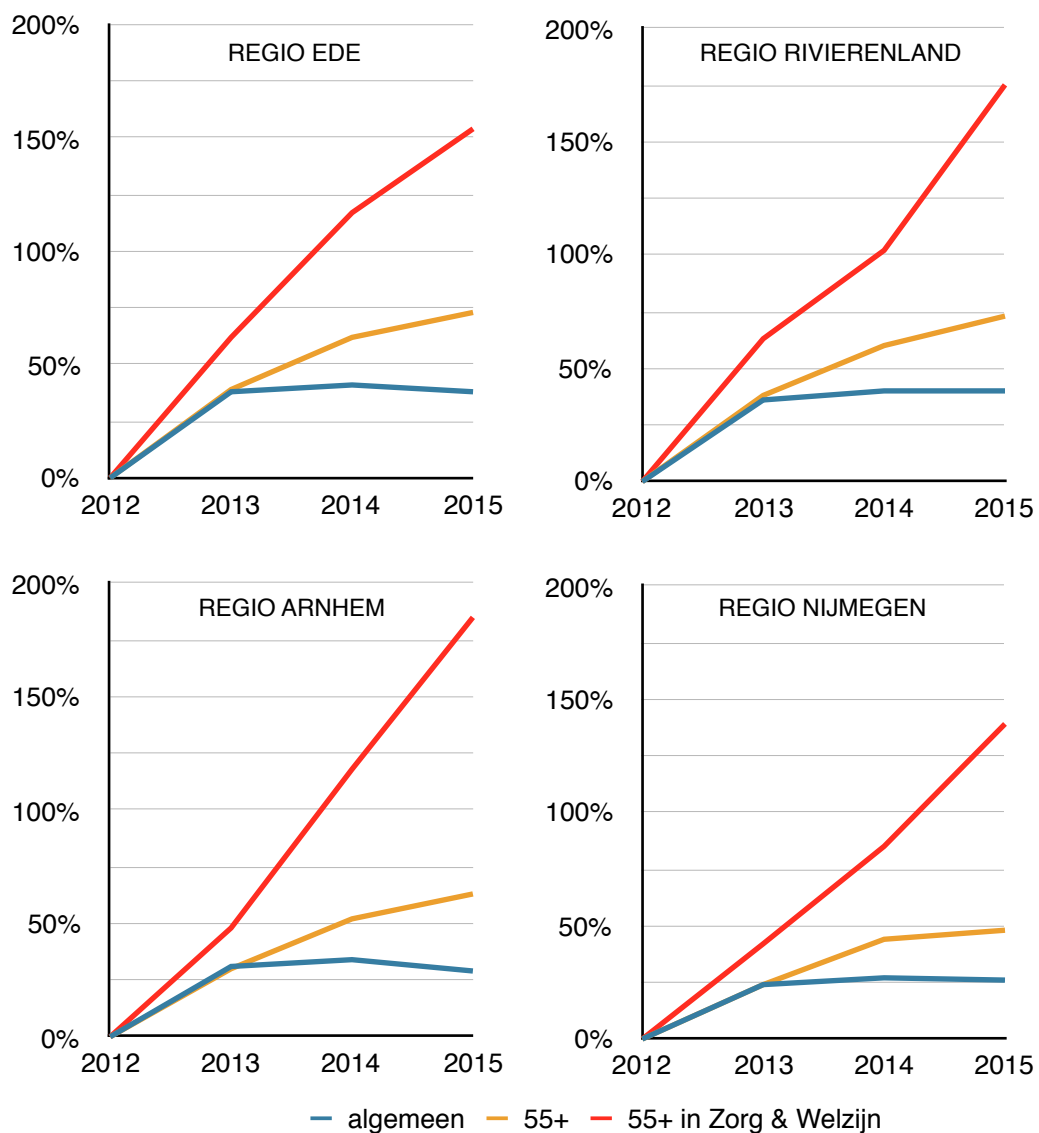 200%
REGIO EDE
150%
100%
50%
0%
2012 2013 2014 2015
200%
REGIO RIVIERENLAND
150%
100%
50%
0%
2012 2013 2014 2015
200%
REGIO ARNHEM
150%
100%
50%
0%
2012 2013 2014 2015
200%
REGIO NIJMEGEN
150%
100%
50%
0%
2012 2013 2014 2015
algemeen 55+ 55+ in Zorg & Welzijn